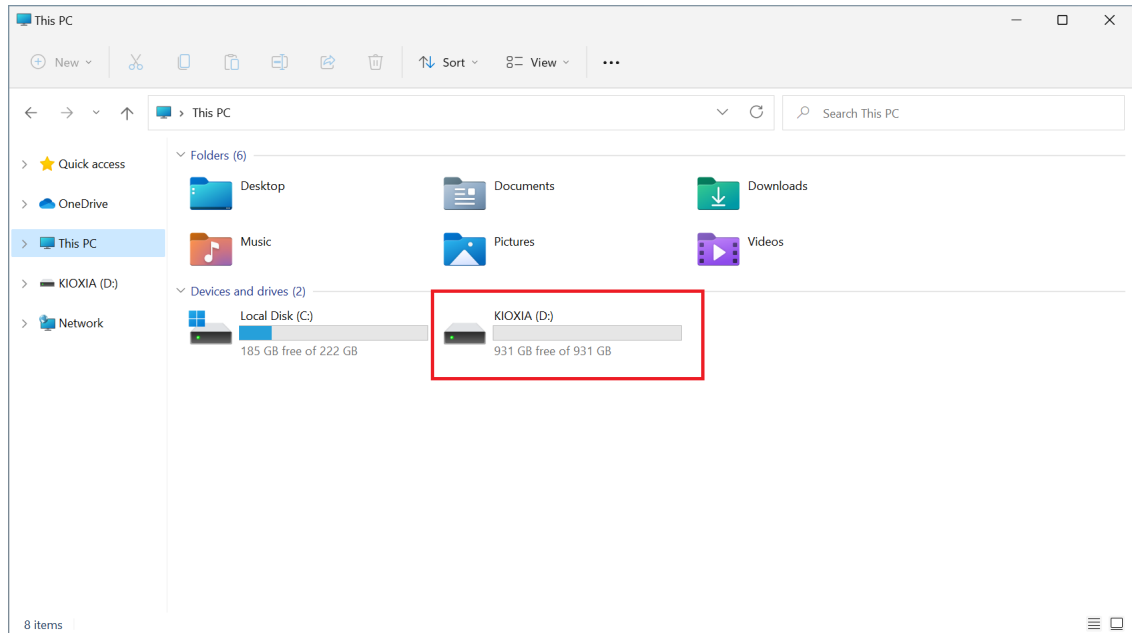 This PC
New
Sort
View
This PC
Search This PC
Quick access
OneDrive
This PC
KIOXIA (D:)
Network
Folders (6)
Desktop
Documents
Downloads
Music
Pictures
Videos
Devices and drives (2)
Local Disk (C:)
185 GB free of 222 GB
KIOXIA (D:)
931 GB free of 931 GB
8 items